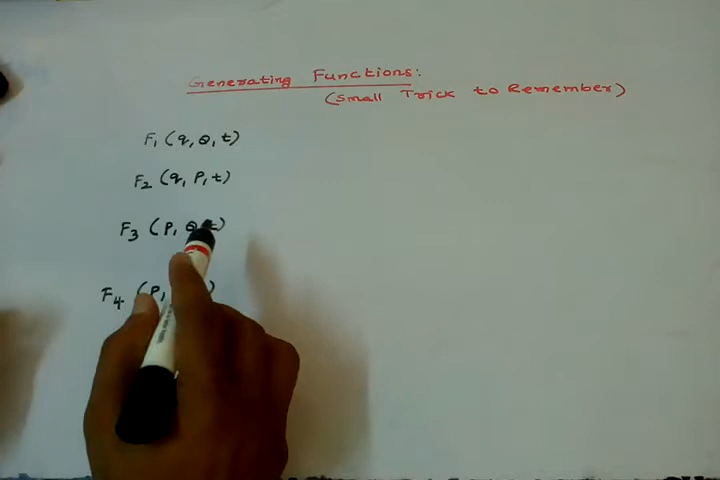 Generating Functions:
(Small Trick to Remember)
F₁ (q, Q, t)
F₂ (q, P, t)
F₃ (p, Q, t)
F₄ (p, )